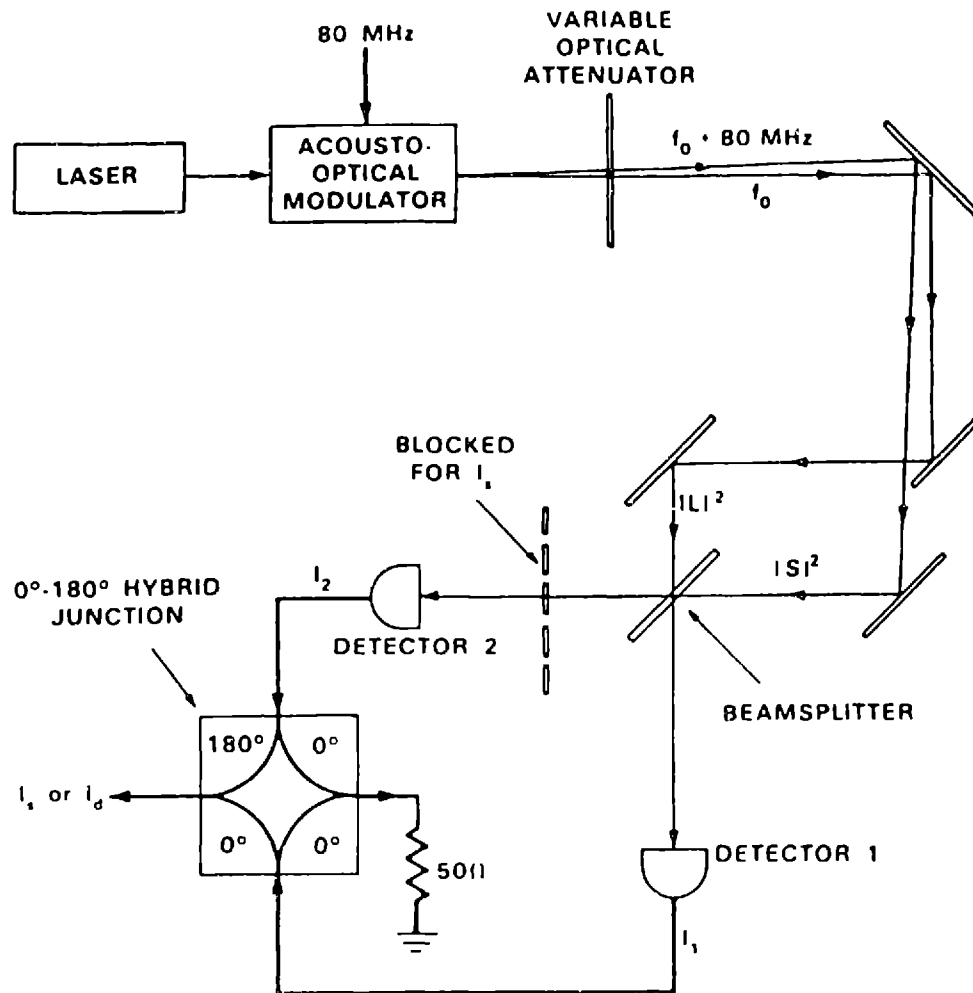 80 MHz
VARIABLE
OPTICAL
ATTENUATOR
LASER
ACOUSTO-
OPTICAL
MODULATOR
f₀ + 80 MHz
f₀
BLOCKED
FOR Iₛ
|L|²
|S|²
0°-180° HYBRID
JUNCTION
I₂
DETECTOR 2
BEAMSPLITTER
180° 0°
Iₛ or I_d
0° 0°
50Ω
DETECTOR 1
I₁